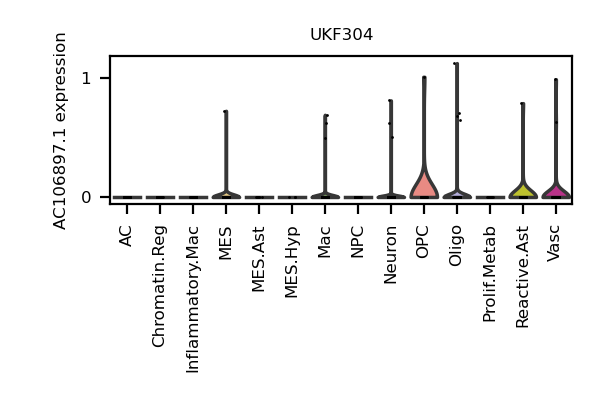 UKF304
AC106897.1 expression
1
0
AC
Chromatin.Reg
Inflammatory.Mac
MES
MES.Ast
MES.Hyp
Mac
NPC
Neuron
OPC
Oligo
Prolif.Metab
Reactive.Ast
Vasc